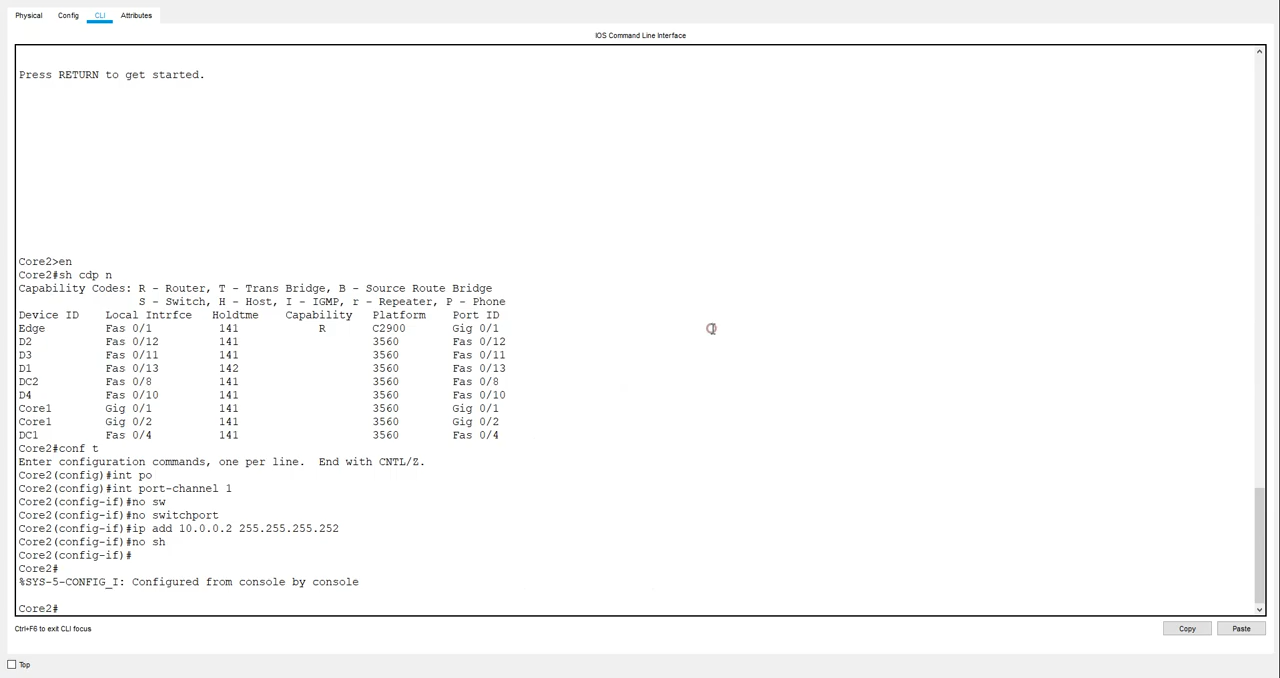 Physical Config CLI Attributes
IOS Command Line Interface
Press RETURN to get started.
Core2>en
Core2#sh cdp n
Capability Codes: R - Router, T - Trans Bridge, B - Source Route Bridge
S - Switch, H - Host, I - IGMP, r - Repeater, P - Phone
Device ID Local Intrfce Holdtme Capability Platform Port ID
Edge Fas 0/1 141 R C2900 Gig 0/1
D2 Fas 0/12 141 3560 Fas 0/12
D3 Fas 0/11 141 3560 Fas 0/11
D1 Fas 0/13 142 3560 Fas 0/13
DC2 Fas 0/8 141 3560 Fas 0/8
D4 Fas 0/10 141 3560 Fas 0/10
Core1 Gig 0/1 141 3560 Gig 0/1
Core1 Gig 0/2 141 3560 Gig 0/2
DC1 Fas 0/4 141 3560 Fas 0/4
Core2#conf t
Enter configuration commands, one per line. End with CNTL/Z.
Core2(config)#int po
Core2(config)#int port-channel 1
Core2(config-if)#no sw
Core2(config-if)#no switchport
Core2(config-if)#ip add 10.0.0.2 255.255.255.252
Core2(config-if)#no sh
Core2(config-if)#
Core2#
%SYS-5-CONFIG_I: Configured from console by console
Core2#
Ctrl+F6 to exit CLI focus
Copy Paste
Top